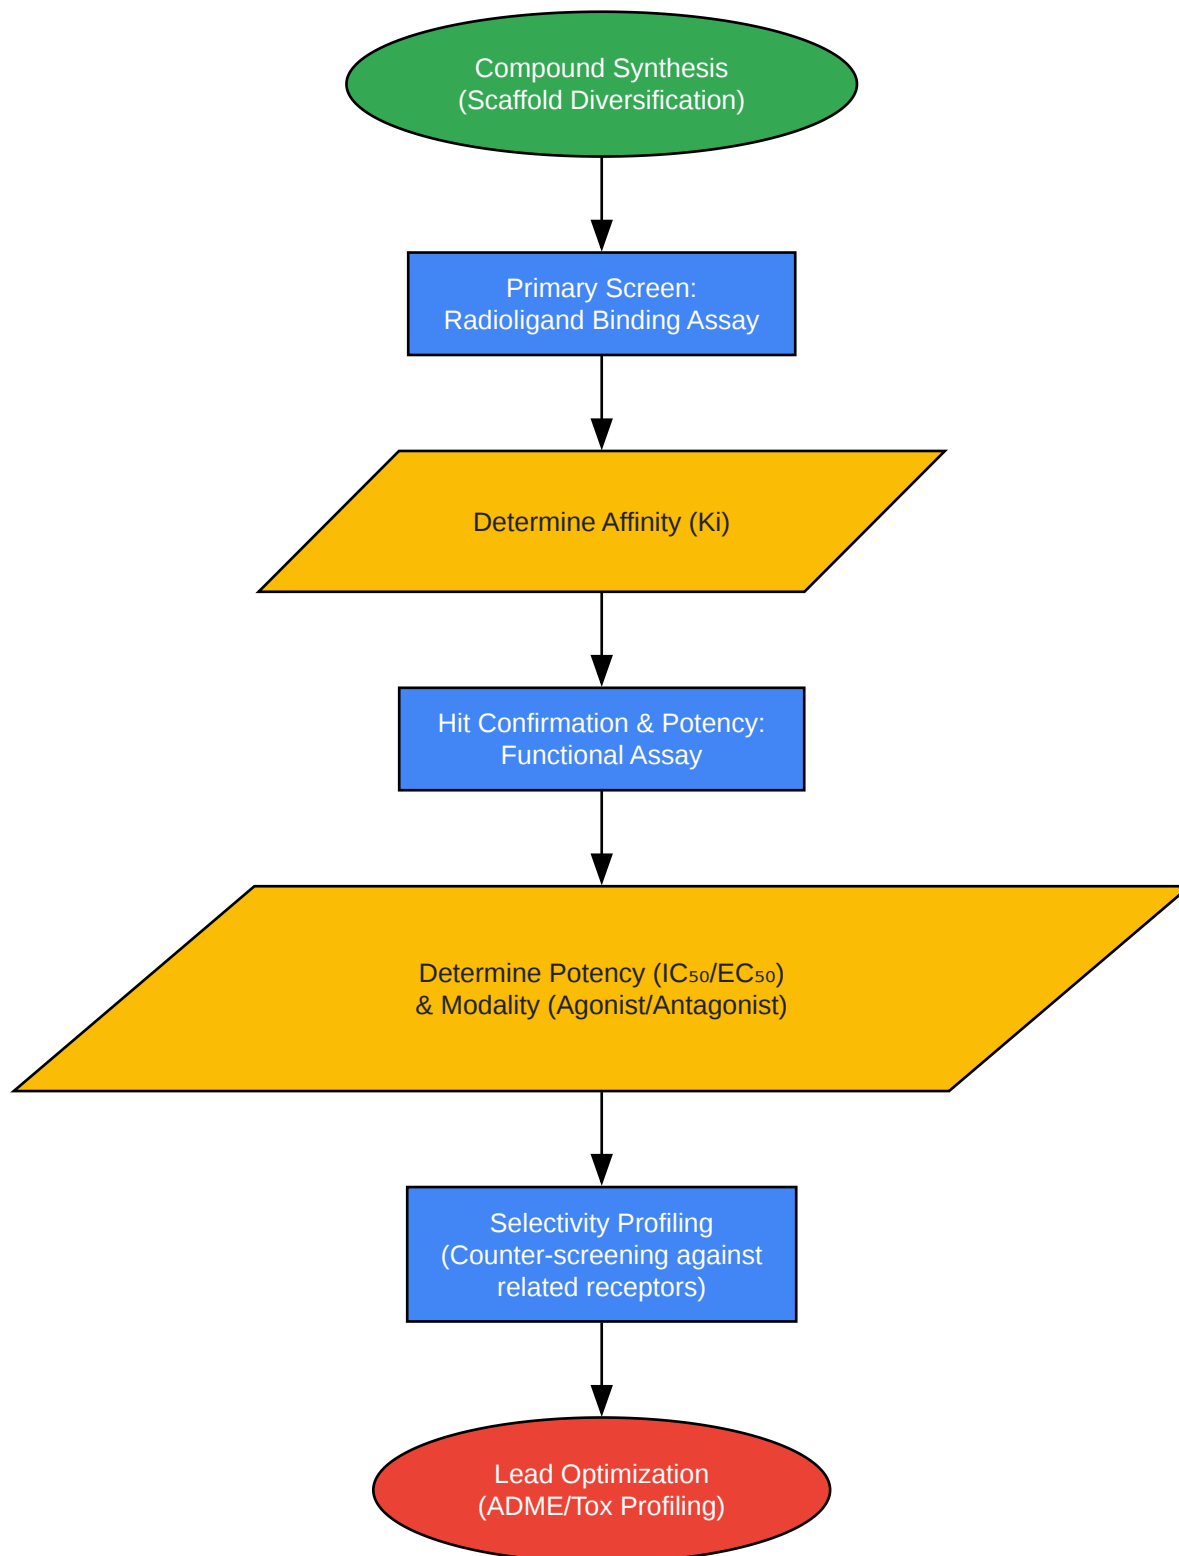 Compound Synthesis
(Scaffold Diversification)
Primary Screen:
Radioligand Binding Assay
Determine Affinity (Ki)
Hit Confirmation & Potency:
Functional Assay
Determine Potency (IC₅₀/EC₅₀)
& Modality (Agonist/Antagonist)
Selectivity Profiling
(Counter-screening against
related receptors)
Lead Optimization
(ADME/Tox Profiling)